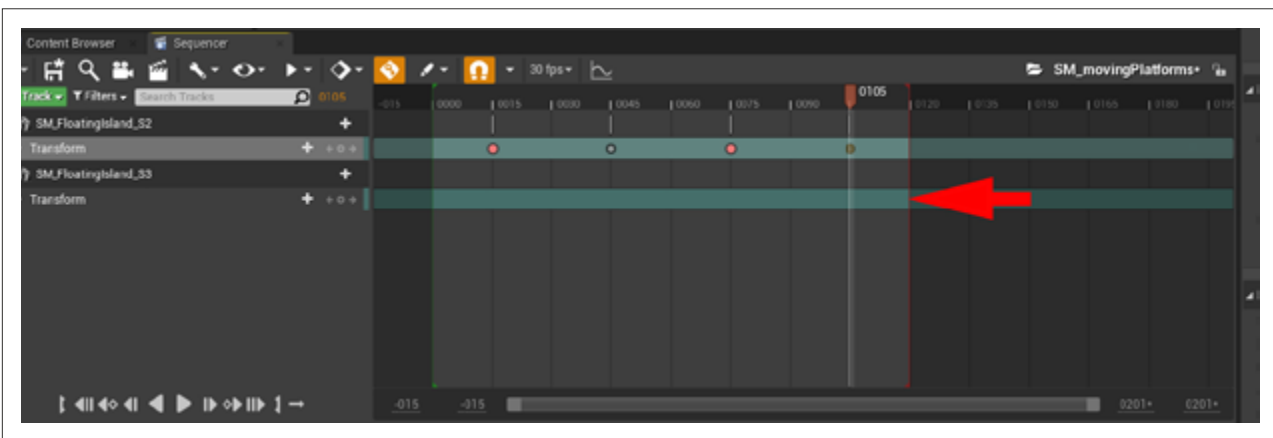 Content Browser Sequencer
30 fps SM_movingPlatforms*
Track Filters Search Tracks 0105
-015 0000 0015 0030 0045 0060 0075 0090 0105 0120 0135 0150 0165 0180 0195
SM_FloatingIsland_S2
Transform
SM_FloatingIsland_S3
Transform
-015 -015 0201+ 0201+